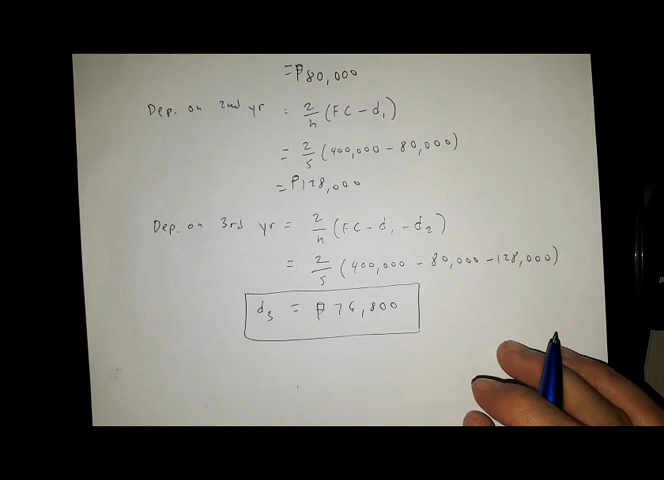 = ₱80,000
Dep. on 2nd yr = 2/n (FC - d₁)
= 2/5 (400,000 - 80,000)
= ₱128,000
Dep. on 3rd yr = 2/n (FC - d₁ - d₂)
= 2/5 (400,000 - 80,000 - 128,000)
d₃ = ₱76,800